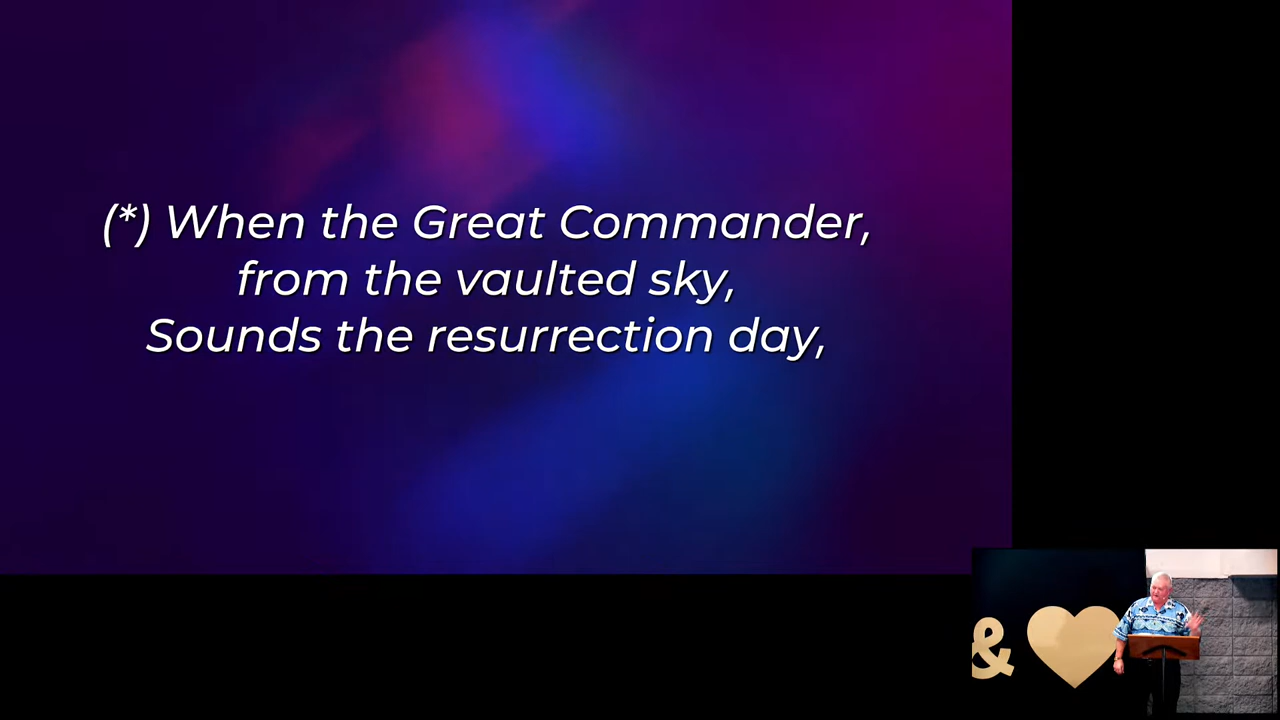 (*) When the Great Commander,
from the vaulted sky,
Sounds the resurrection day,
&